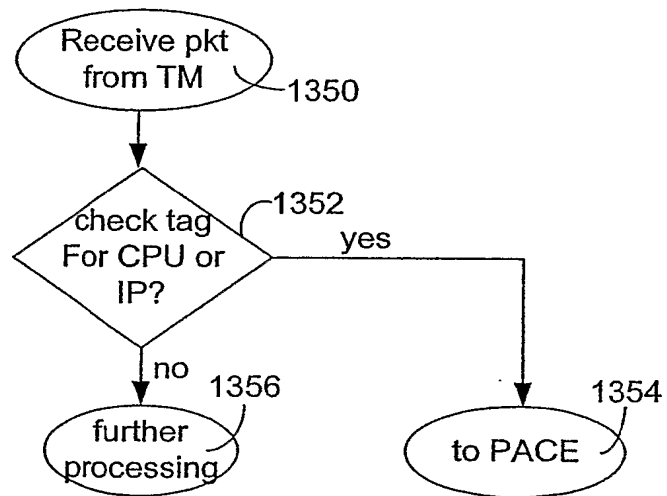 Receive pkt
from TM
1350
check tag
For CPU or
IP?
1352
yes
no
1356
further
processing
1354
to PACE